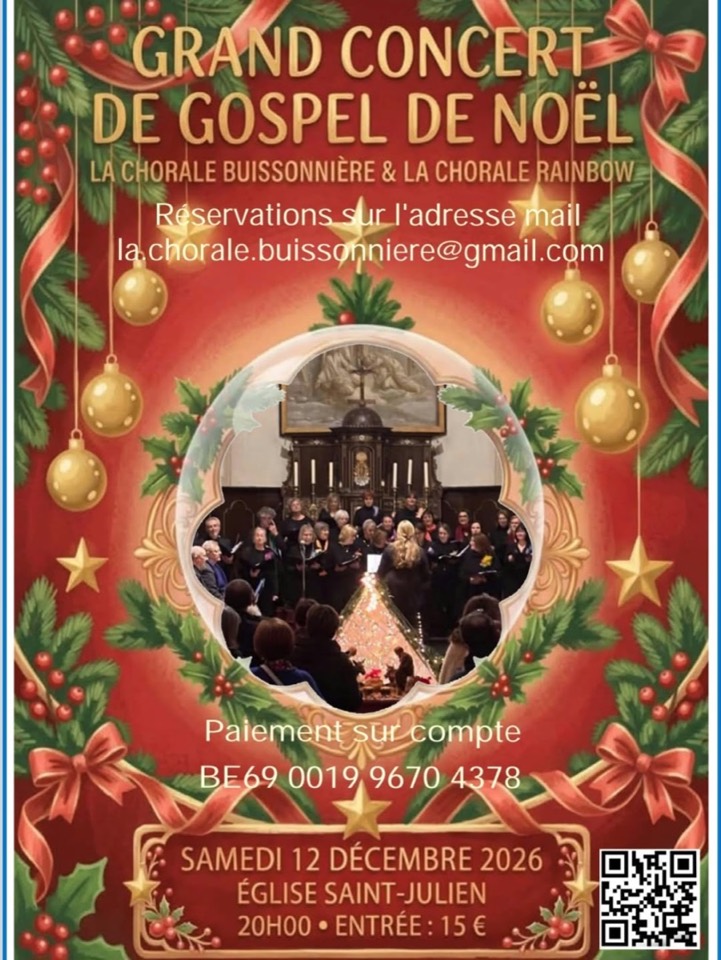 GRAND CONCERT
DE GOSPEL DE NOËL
LA CHORALE BUISSONNIÈRE & LA CHORALE RAINBOW
Réservations sur l'adresse mail
la.chorale.buissonniere@gmail.com
Paiement sur compte
BE69 0019 9670 4378
SAMEDI 12 DÉCEMBRE 2026
ÉGLISE SAINT-JULIEN
20H00 • ENTRÉE : 15 €